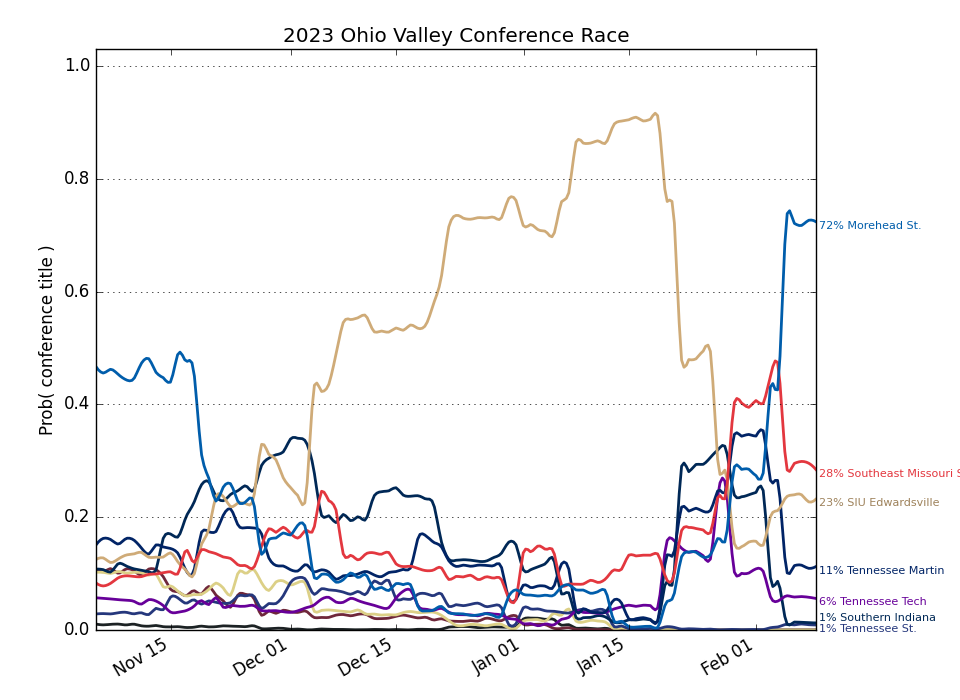 2023 Ohio Valley Conference Race
Prob( conference title )
1.0
0.8
0.6
0.4
0.2
0.0
Nov 15
Dec 01
Dec 15
Jan 01
Jan 15
Feb 01
72% Morehead St.
28% Southeast Missouri S
23% SIU Edwardsville
11% Tennessee Martin
6% Tennessee Tech
1% Southern Indiana
1% Tennessee St.